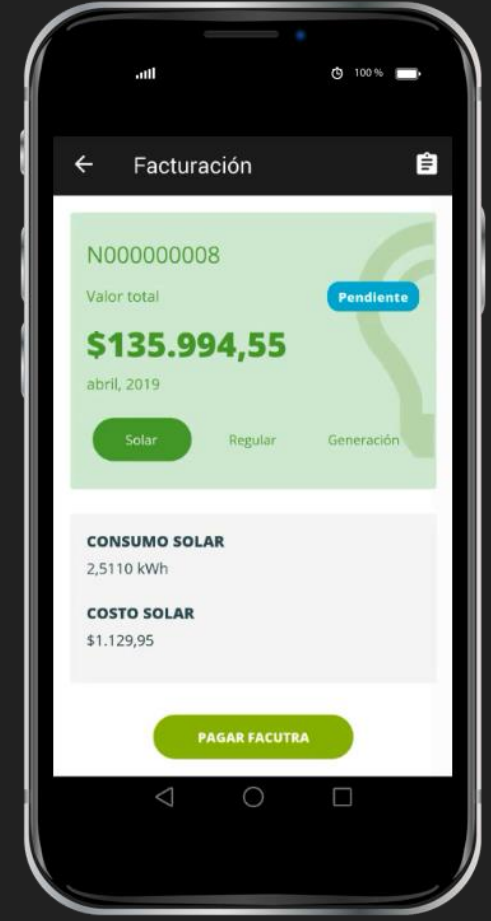 100 %
Facturación
N000000008
Valor total
Pendiente
$135.994,55
abril, 2019
Solar Regular Generación
CONSUMO SOLAR
2,5110 kWh
COSTO SOLAR
$1.129,95
PAGAR FACUTRA